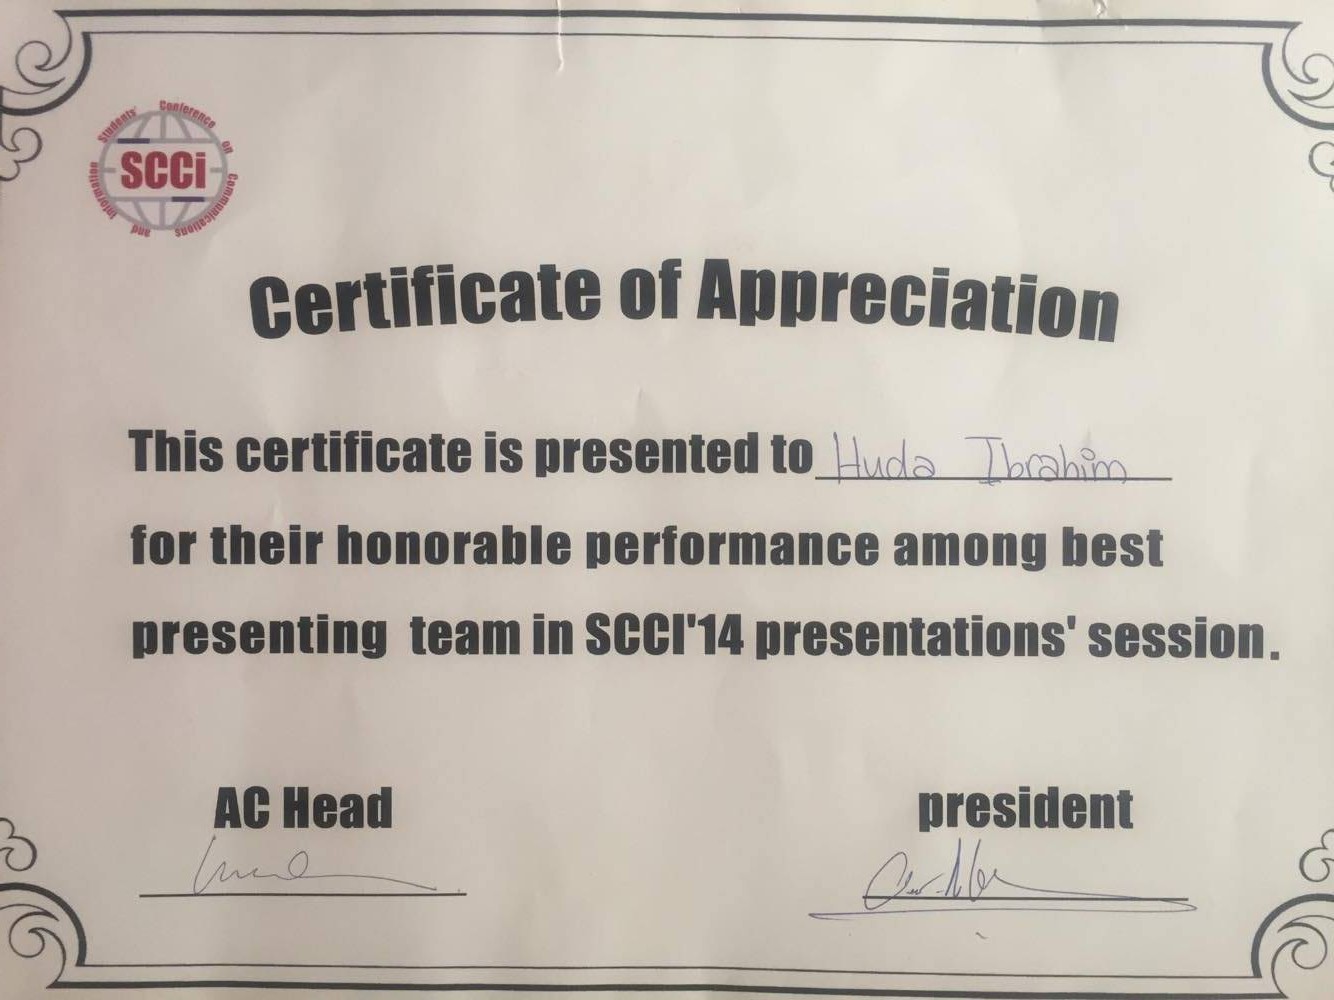 Students' Conference on Communications and Information
SCCi
Certificate of Appreciation
This certificate is presented to Huda Ibrahim
for their honorable performance among best
presenting team in SCCI'14 presentations' session.
AC Head
president